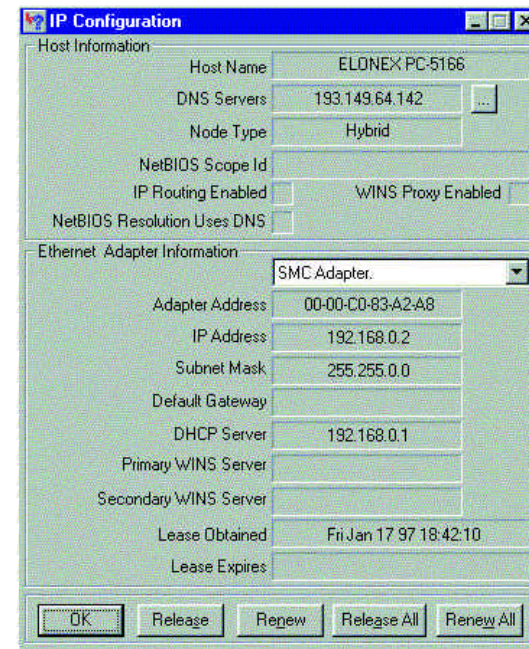 IP Configuration
Host Information
Host Name ELONEX PC-5166
DNS Servers 193.149.64.142 ...
Node Type Hybrid
NetBIOS Scope Id
IP Routing Enabled WINS Proxy Enabled
NetBIOS Resolution Uses DNS
Ethernet Adapter Information
SMC Adapter.
Adapter Address 00-00-C0-83-A2-A8
IP Address 192.168.0.2
Subnet Mask 255.255.0.0
Default Gateway
DHCP Server 192.168.0.1
Primary WINS Server
Secondary WINS Server
Lease Obtained Fri Jan 17 97 18:42:10
Lease Expires
OK Release Renew Release All Renew All